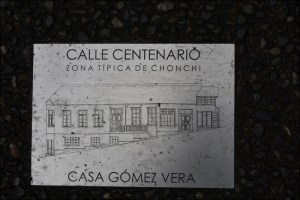 CALLE CENTENARIO
ZONA TÍPICA DE CHONCHI
CASA GÓMEZ VERA